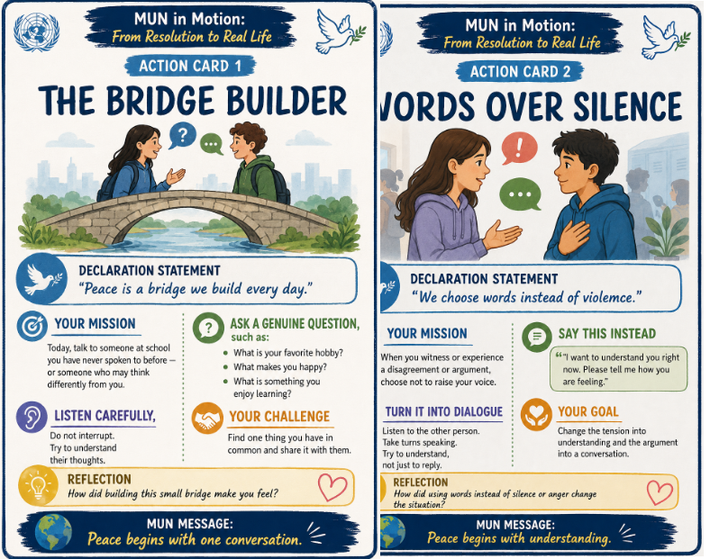 MUN in Motion:
From Resolution to Real Life
ACTION CARD 1
THE BRIDGE BUILDER
?
DECLARATION STATEMENT
"Peace is a bridge we build every day."
YOUR MISSION
Today, talk to someone at school
you have never spoken to before –
or someone who may think
differently from you.
?
ASK A GENUINE QUESTION,
such as:
• What is your favorite hobby?
• What makes you happy?
• What is something you
enjoy learning?
LISTEN CAREFULLY,
Do not interrupt.
Try to understand
their thoughts.
YOUR CHALLENGE
Find one thing you have in
common and share it with them.
REFLECTION
How did building this small bridge make you feel?
MUN MESSAGE:
Peace begins with one conversation.
MUN in Motion:
From Resolution to Real Life
ACTION CARD 2
WORDS OVER SILENCE
!
DECLARATION STATEMENT
"We choose words instead of violemce."
YOUR MISSION
When you witness or experience
a disagreement or argument,
choose not to raise your voice.
SAY THIS INSTEAD
““I want to understand you right
now. Please tell me how you
are feeling.”
TURN IT INTO DIALOGUE
Listen to the other person.
Take turns speaking.
Try to understand,
not just to reply.
YOUR GOAL
Change the tension into
understanding and the argument
into a conversation.
REFLECTION
How did using words instead of silence or anger change
the situation?
MUN MESSAGE:
Peace begins with understanding.